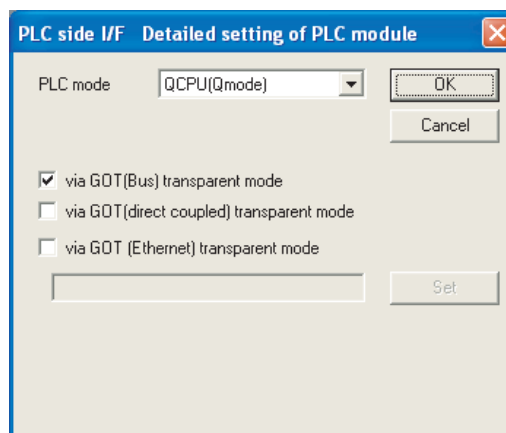 PLC side I/F Detailed setting of PLC module
PLC mode QCPU(Qmode) OK
Cancel
via GOT(Bus) transparent mode
via GOT(direct coupled) transparent mode
via GOT (Ethernet) transparent mode
Set